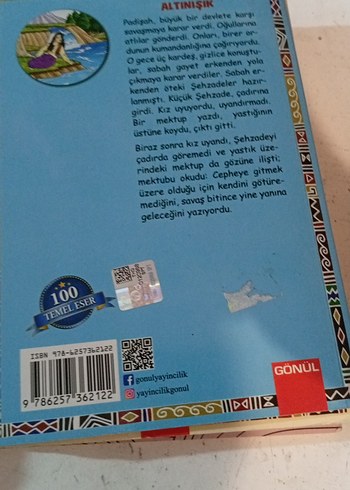 ALTINIŞIK
Padişah, büyük bir devlete karşı
savaşmaya karar verdi. Oğullarına
atlılar gönderdi. Onları, birer or-
dunun kumandanlığına çağırıyordu.
O gece üç kardeş, gizlice konuştu-
lar, sabah gayet erkenden yola
çıkmaya karar verdiler. Sabah er-
kenden öteki Şehzadeler hazır-
lanmıştı. Küçük Şehzade, çadırına
girdi. Kız uyuyordu, uyandırmadı.
Bir mektup yazdı, yastığının
üstüne koydu, çıktı gitti.
Biraz sonra kız uyandı, Şehzadeyi
çadırda göremedi ve yastık üze-
rindeki mektup da gözüne ilişti;
mektubu okudu: Cepheye gitmek
üzere olduğu için kendini götüre-
mediğini, savaş bitince yine yanına
geleceğini yazıyordu.
100
TEMEL ESER
ISBN 978-6257362122
9 786257 362122
gonulyayincilik
yayincilikgonul
GÖNÜL